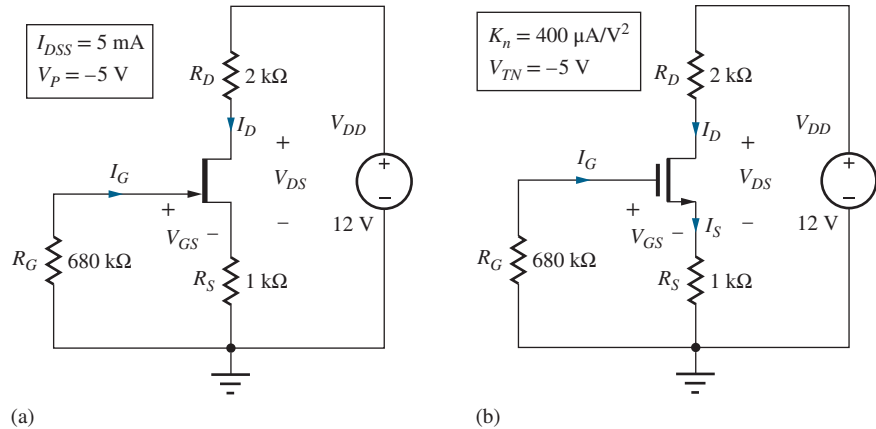 I_DSS = 5 mA
V_P = –5 V
R_D
2 kΩ
I_D
V_DD
+
V_DS
–
+
–
12 V
I_G
+
V_GS –
R_G
680 kΩ
R_S
1 kΩ
(a)
K_n = 400 µA/V²
V_TN = –5 V
R_D
2 kΩ
I_D
V_DD
+
V_DS
–
+
–
12 V
I_G
+
V_GS –
I_S
R_G
680 kΩ
R_S
1 kΩ
(b)